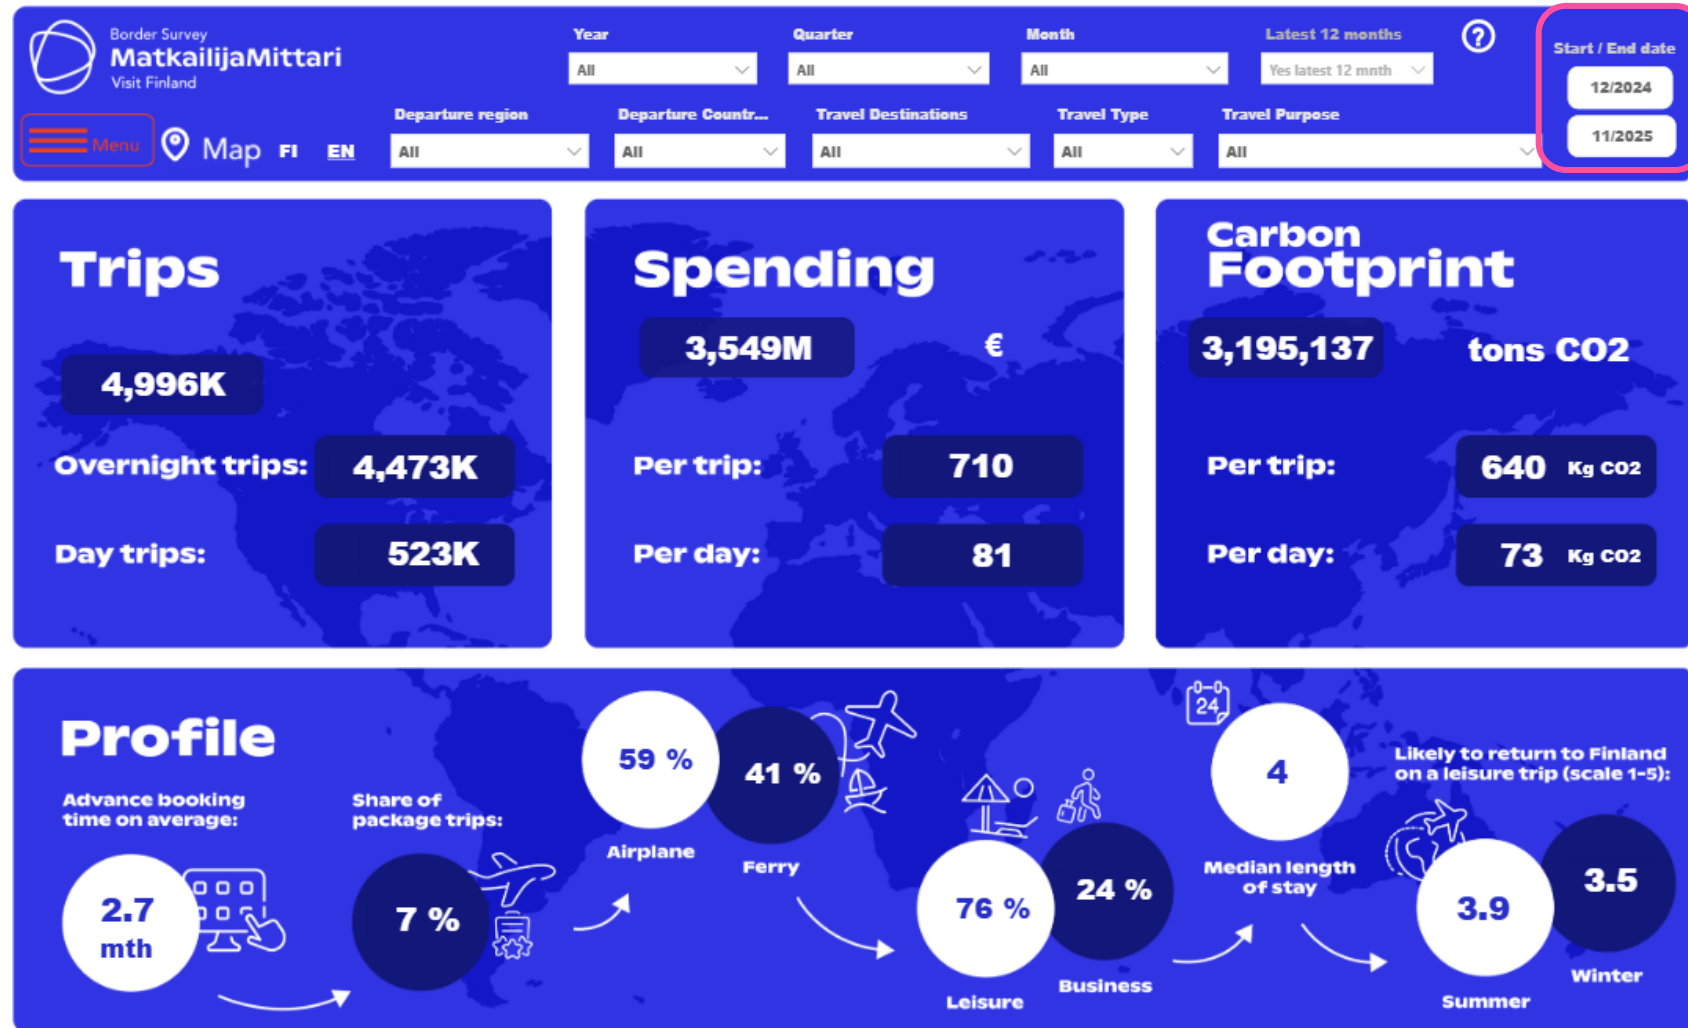 Border Survey
MatkailijaMittari
Visit Finland
Year
All
Quarter
All
Month
All
Latest 12 months
Yes latest 12 mnth
?
Start / End date
12/2024
11/2025
Menu
Map
FI
EN
Departure region
All
Departure Countr...
All
Travel Destinations
All
Travel Type
All
Travel Purpose
All
Trips
4,996K
Overnight trips: 4,473K
Day trips: 523K
Spending
3,549M €
Per trip: 710
Per day: 81
Carbon
Footprint
3,195,137 tons CO2
Per trip: 640 Kg CO2
Per day: 73 Kg CO2
Profile
Advance booking
time on average:
2.7
mth
Share of
package trips:
7 %
59 %
Airplane
41 %
Ferry
76 %
Leisure
24 %
Business
24
4
Median length
of stay
Likely to return to Finland
on a leisure trip (scale 1-5):
3.9
Summer
3.5
Winter